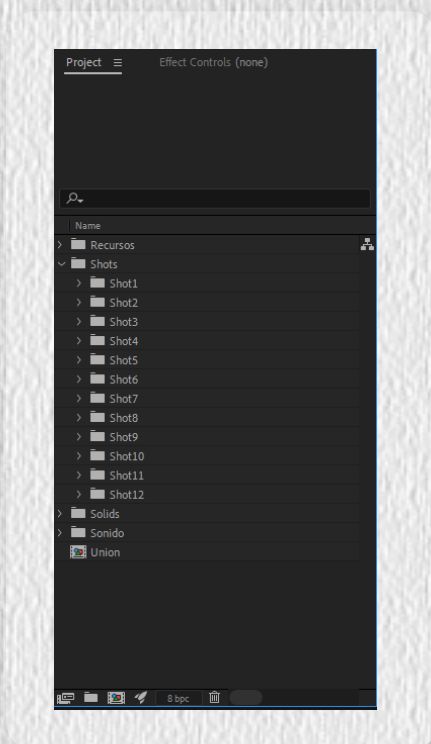 Project Effect Controls (none)
Name
Recursos
Shots
Shot1
Shot2
Shot3
Shot4
Shot5
Shot6
Shot7
Shot8
Shot9
Shot10
Shot11
Shot12
Solids
Sonido
Union
8 bpc